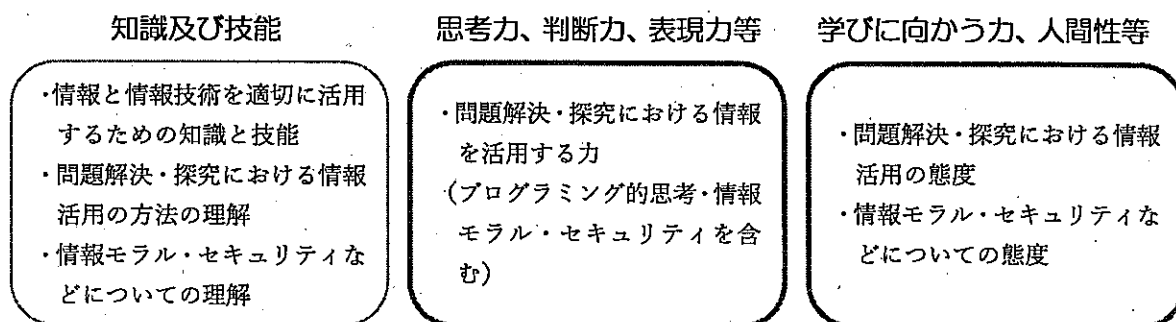 知識及び技能
・情報と情報技術を適切に活用
するための知識と技能
・問題解決・探究における情報
活用の方法の理解
・情報モラル・セキュリティな
どについての理解
思考力、判断力、表現力等
・問題解決・探究における情報
を活用する力
(プログラミング的思考・情報
モラル・セキュリティを含
む)
学びに向かう力、人間性等
・問題解決・探究における情報
活用の態度
・情報モラル・セキュリティな
どについての態度